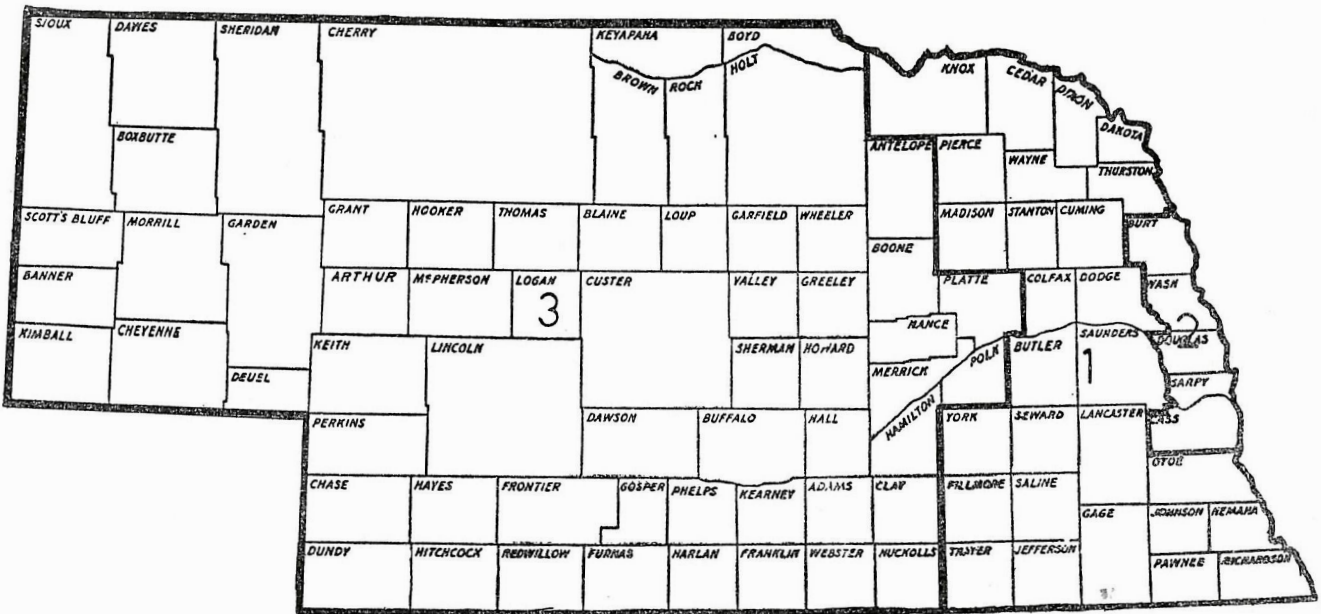 SIOUX
DAWES
SHERIDAN
CHERRY
KEYAPAHA
BOYD
BROWN
ROCK
HOLT
KNOX
CEDAR
DIXON
DAKOTA
BOXBUTTE
ANTELOPE
PIERCE
WAYNE
THURSTON
SCOTT'S BLUFF
MORRILL
GARDEN
GRANT
HOOKER
THOMAS
BLAINE
LOUP
GARFIELD
WHEELER
MADISON
STANTON
CUMING
BURT
BOONE
BANNER
ARTHUR
McPHERSON
LOGAN
3
CUSTER
VALLEY
GREELEY
PLATTE
COLFAX
DODGE
WASH
KIMBALL
CHEYENNE
KEITH
LINCOLN
SHERMAN
HOWARD
NANCE
MERRICK
POLK
BUTLER
SAUNDERS
1
2
DOUGLAS
SARPY
DEUEL
PERKINS
DAWSON
BUFFALO
HALL
HAMILTON
YORK
SEWARD
LANCASTER
CASS
OTOE
CHASE
HAYES
FRONTIER
GOSPER
PHELPS
KEARNEY
ADAMS
CLAY
FILLMORE
SALINE
GAGE
JOHNSON
NEMAHA
DUNDY
HITCHCOCK
REDWILLOW
FURNAS
HARLAN
FRANKLIN
WEBSTER
NUCKOLLS
THAYER
JEFFERSON
PAWNEE
RICHARDSON